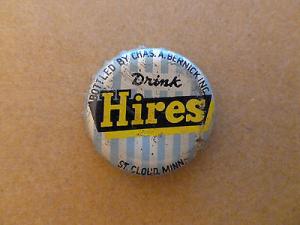 BOTTLED BY CHAS. A. BERNICK INC.
Drink
Hires
ST. CLOUD, MINN.